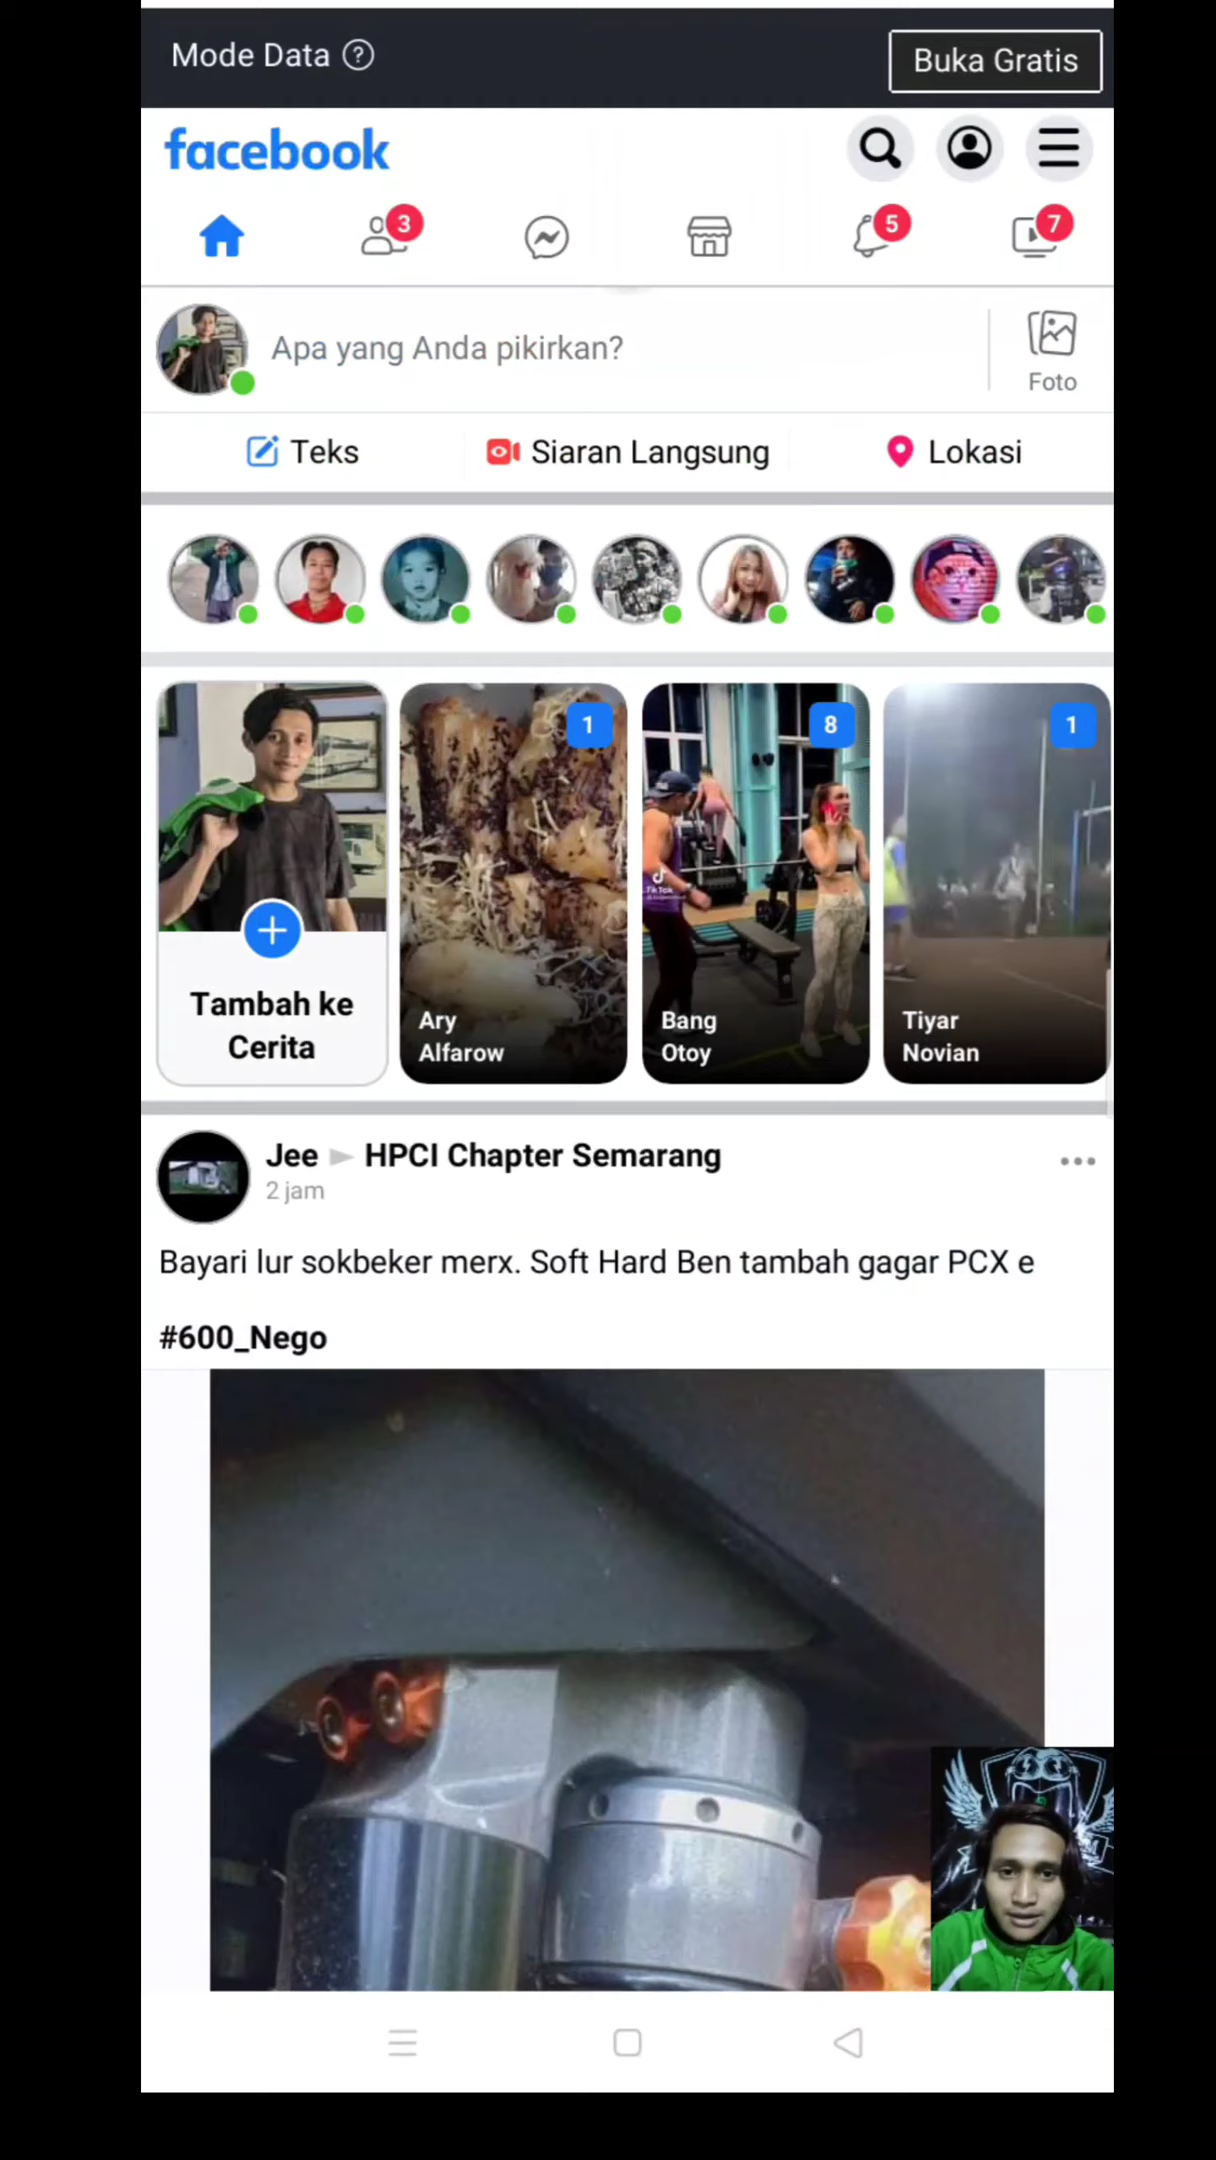 Mode Data ?
Buka Gratis
facebook
3
5
7
Apa yang Anda pikirkan?
Foto
Teks
Siaran Langsung
Lokasi
1
8
1
TikTok
Tambah ke
Cerita
Ary
Alfarow
Bang
Otoy
Tiyar
Novian
Jee ► HPCI Chapter Semarang
2 jam
Bayari lur sokbeker merx. Soft Hard Ben tambah gagar PCX e
#600_Nego